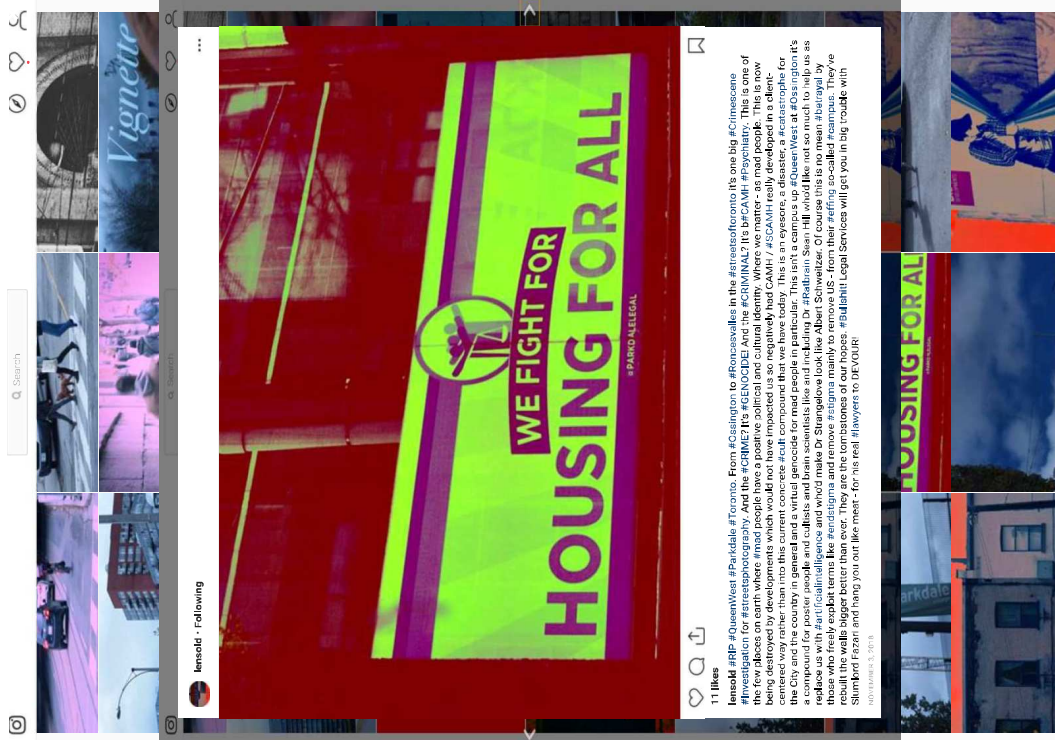 Search
Vignette
Search
lensold • Following
WE FIGHT FOR
HOUSING FOR ALL
@PARKDALELEGAL
11 likes
lensold #RIP #QueenWest #Parkdale #Toronto. From #Ossington to #Roncesvalles in the #streetsoftoronto it's one big #Crimescene
#Investigation for #streetsphotography. And the #CRIME? It's #GENOCIDE! And the #CRIMINAL? It's b#CAMH #Psychiatry. This is one of
the few places on earth where #mad people have a positive political and cultural identity. Where we matter - as mad people. This is now
being destroyed by developments which would not have impacted us so negatively had CAMH / #SCAMH really developed in a client-
centered way rather than into this current concrete #cult compound that we have today. This is an eyesore, a disaster, a #catastrophe for
the City and the country in general and a virtual genocide for mad people in particular. This isn't a campus up #QueenWest at #Ossington it's
a compound for poster people and cultists and brain scientists like and including Dr #Ratbrain Sean Hill who'd like not so much to help us as
replace us with #artificialintelligence and who'd make Dr Strangelove look like Albert Schweitzer. Of course this is no mean #betrayal by
those who freely exploit terms like #endstigma and remove #stigma mainly to remove US - from their #effing so-called #campus. They've
rebuilt the walls bigger better than ever. They are the tombstones of our hopes. #Bullshit! Legal Services will get you in big trouble with
Slumlord Fazari and hang you out like meat - for his real #lawyers to DEVOUR!
NOVEMBER 3, 2018
HOUSING FOR AL
arkdale